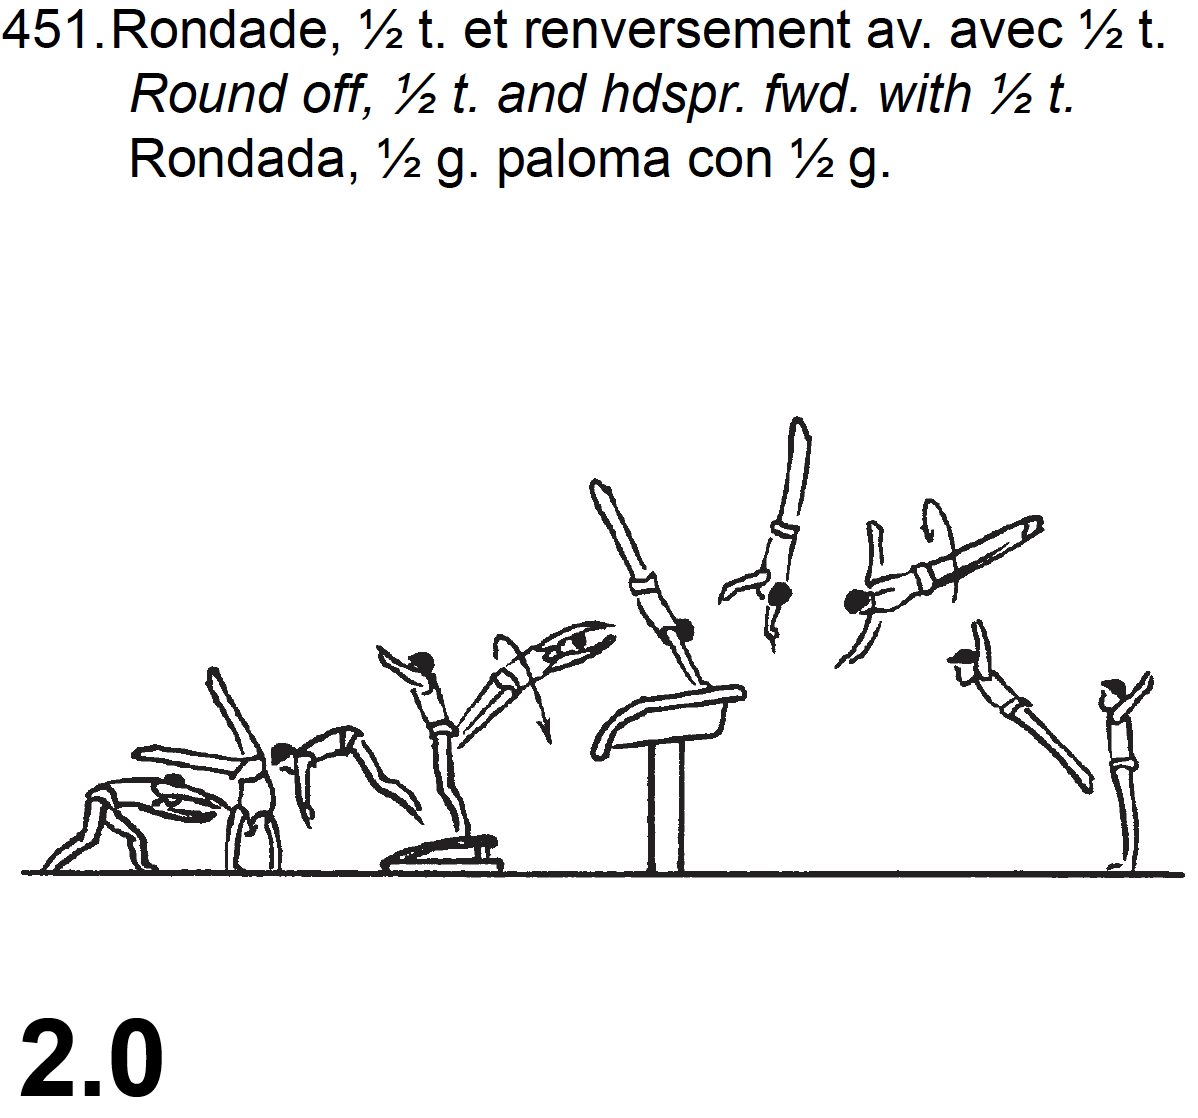 451. Rondade, ½ t. et renversement av. avec ½ t.
Round off, ½ t. and hdspr. fwd. with ½ t.
Rondada, ½ g. paloma con ½ g.
2.0